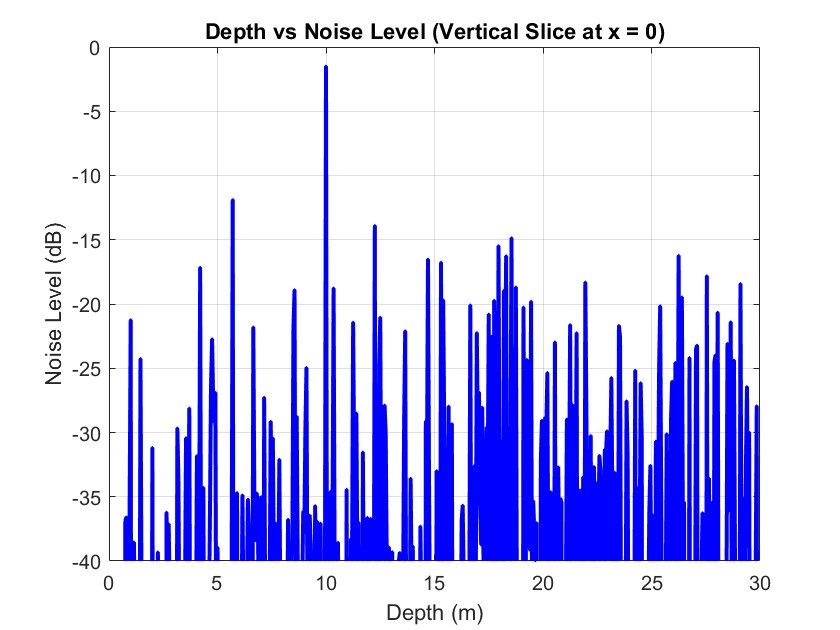 Depth vs Noise Level (Vertical Slice at x = 0)
0
-5
-10
-15
-20
-25
-30
-35
-40
Noise Level (dB)
0 5 10 15 20 25 30
Depth (m)